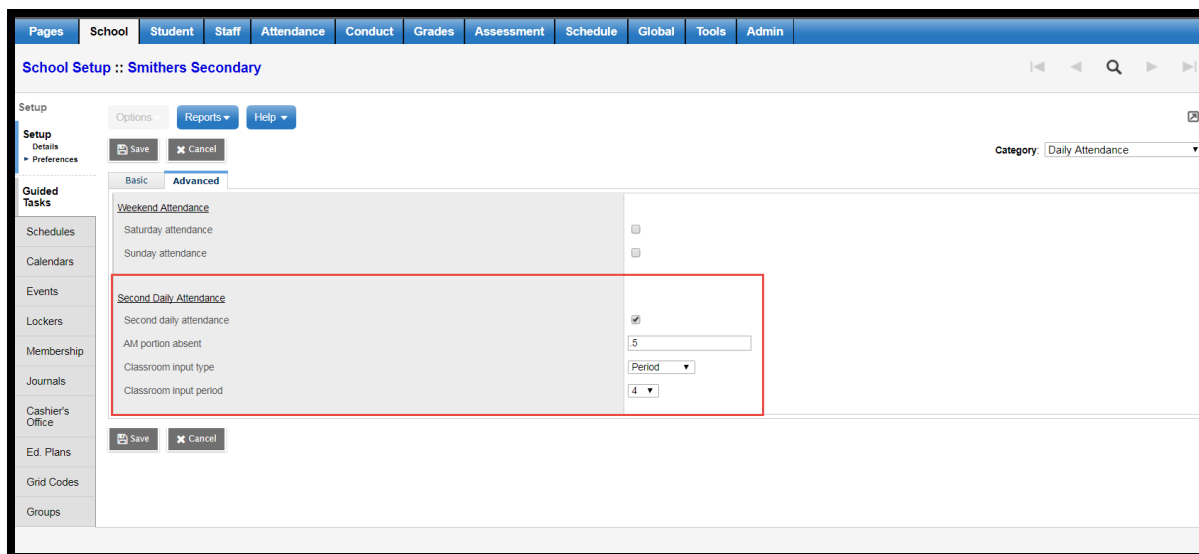 Pages School Student Staff Attendance Conduct Grades Assessment Schedule Global Tools Admin
School Setup :: Smithers Secondary
Setup
Options Reports Help
Setup
Details
Preferences
Save Cancel
Category: Daily Attendance
Basic Advanced
Guided
Tasks
Weekend Attendance
Saturday attendance
Sunday attendance
Second Daily Attendance
Second daily attendance
AM portion absent .5
Classroom input type Period
Classroom input period 4
Save Cancel
Schedules
Calendars
Events
Lockers
Membership
Journals
Cashier's
Office
Ed. Plans
Grid Codes
Groups